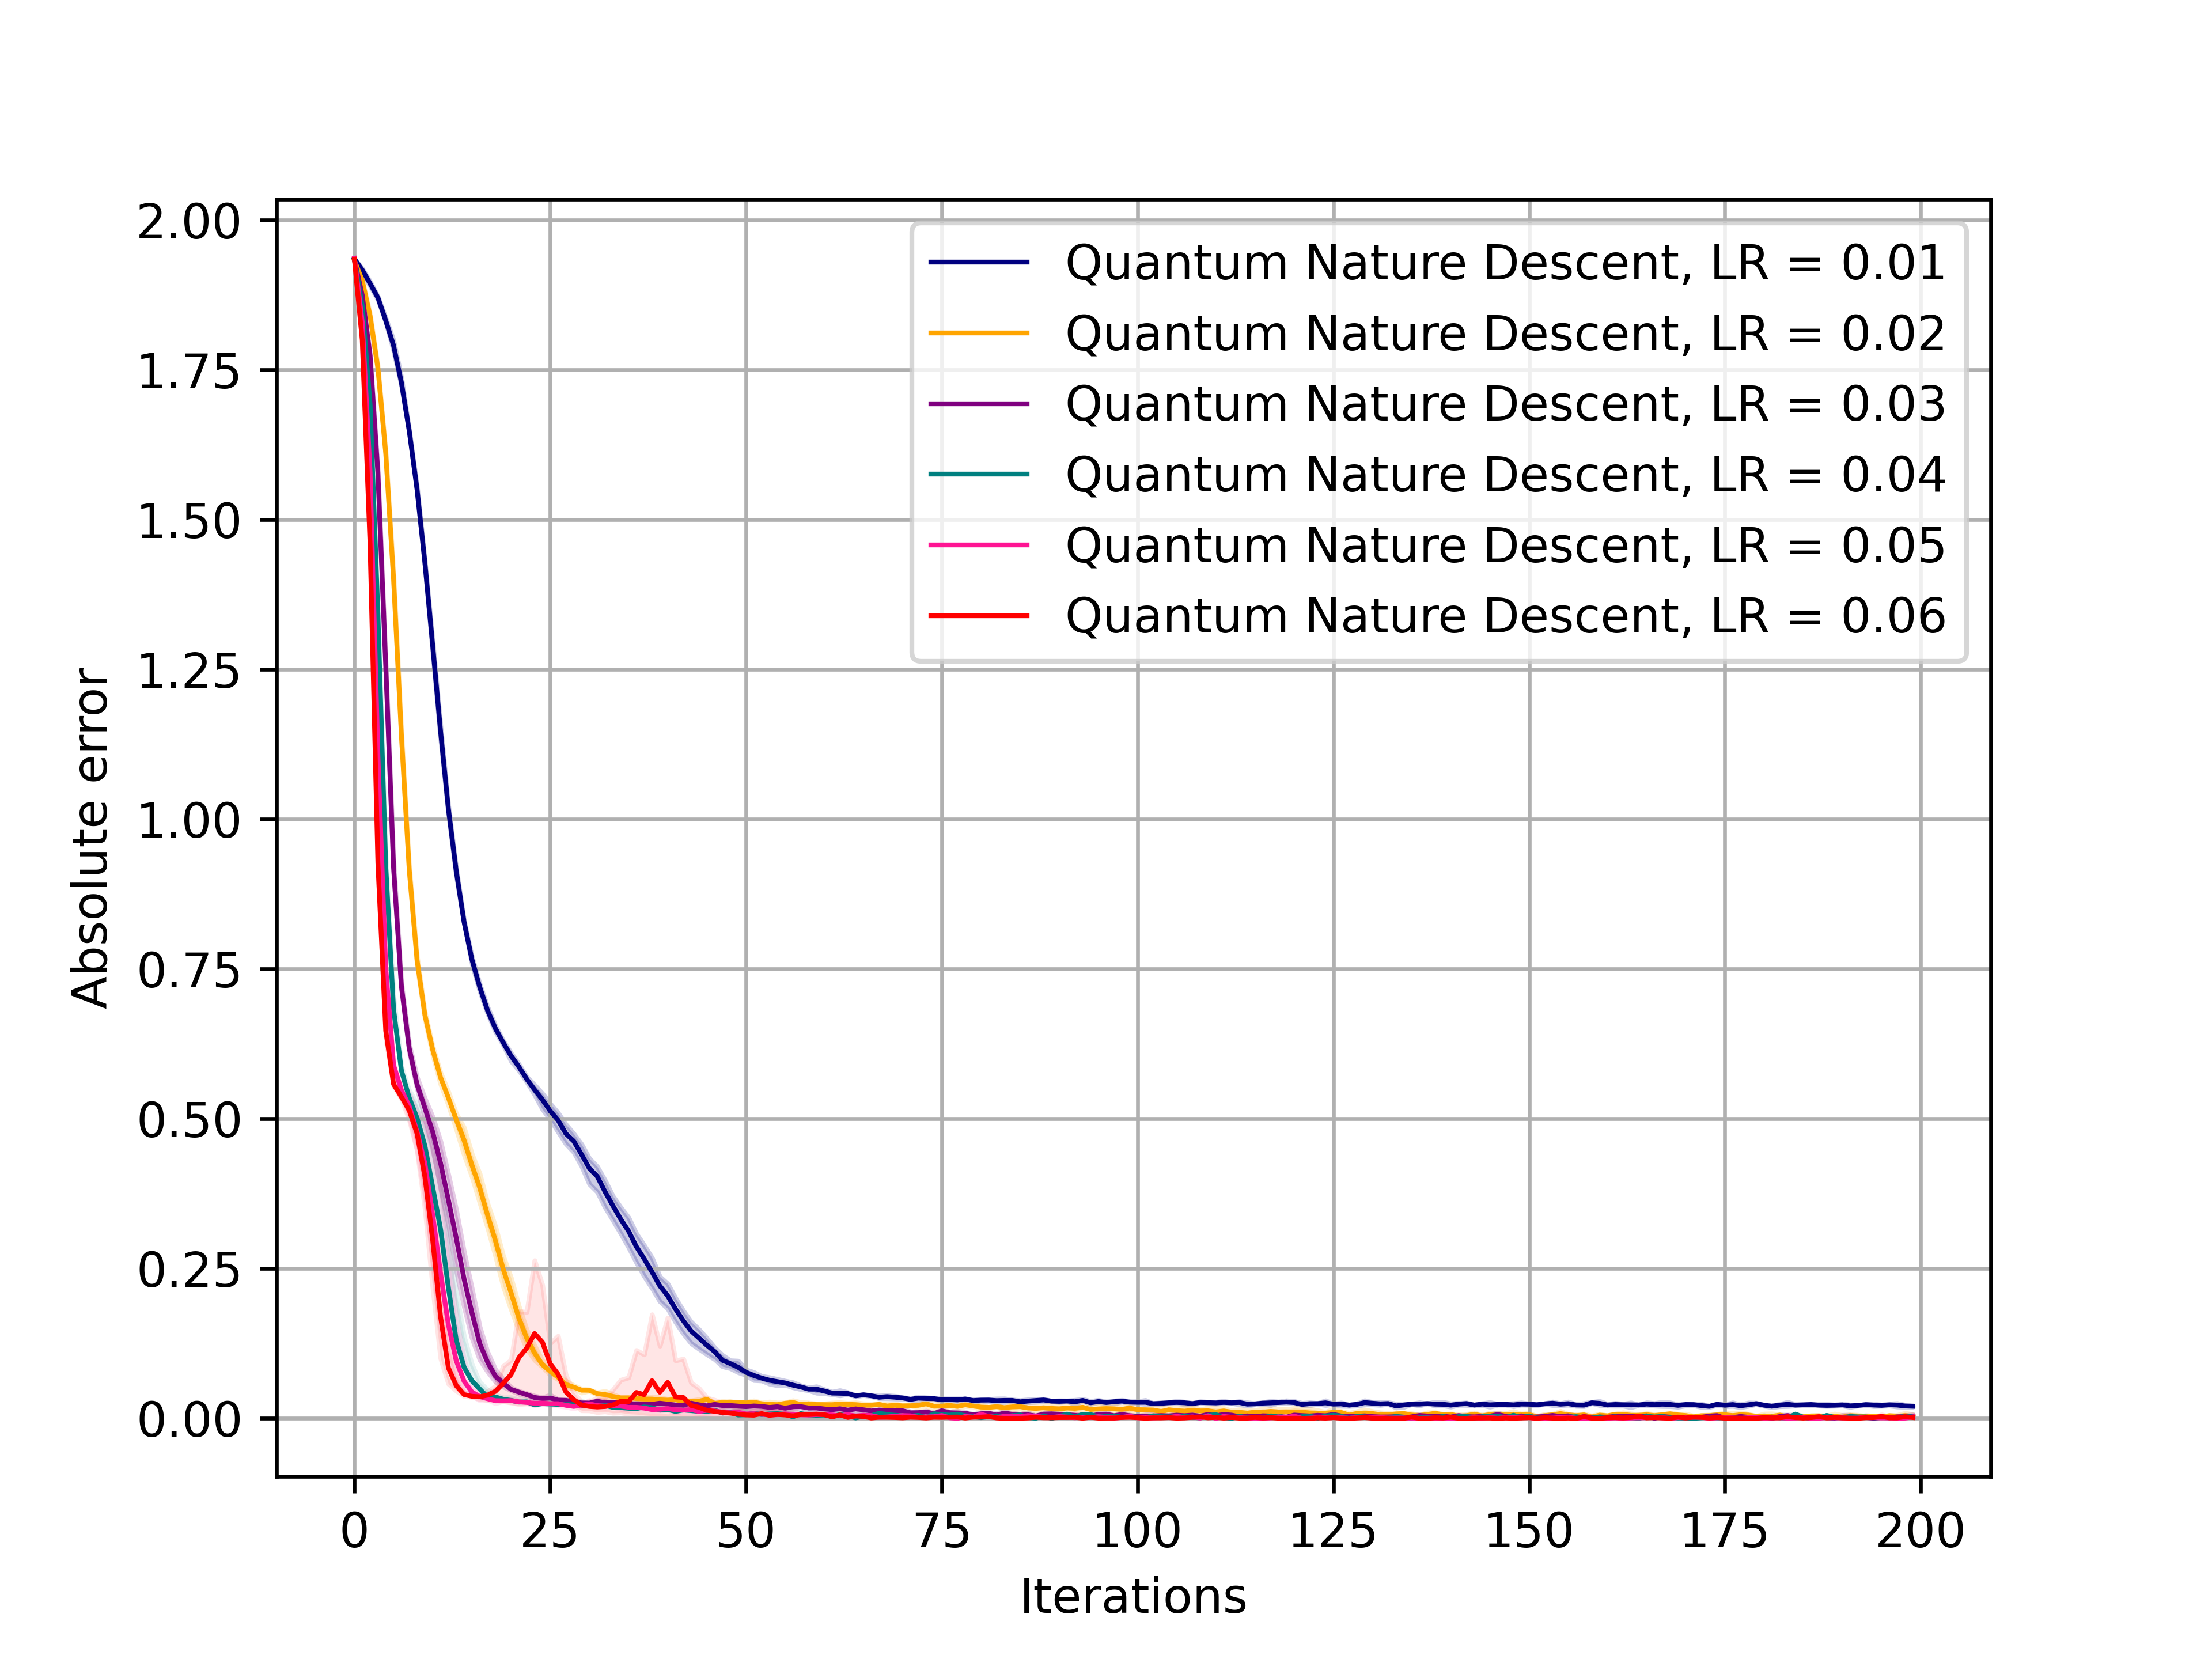 2.00
1.75
1.50
1.25
1.00
0.75
0.50
0.25
0.00
Absolute error
Quantum Nature Descent, LR = 0.01
Quantum Nature Descent, LR = 0.02
Quantum Nature Descent, LR = 0.03
Quantum Nature Descent, LR = 0.04
Quantum Nature Descent, LR = 0.05
Quantum Nature Descent, LR = 0.06
0 25 50 75 100 125 150 175 200
Iterations